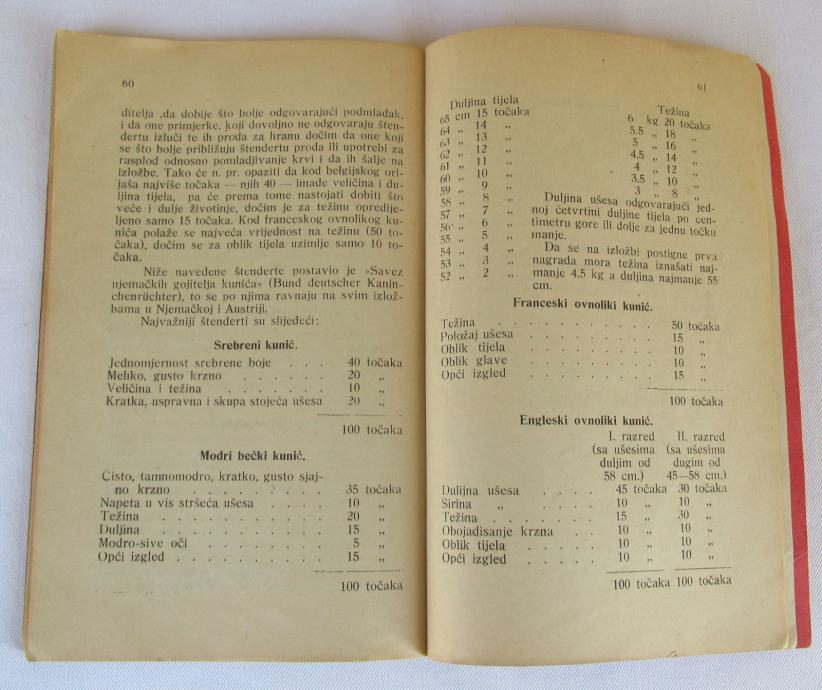 60
ditelja ,da dobije što bolje odgovarajući podmladak,
i da one primjerke, koji dovoljno ne odgovaraju šten-
dertu izluči te ih proda za hranu dočim da one koji
se što bolje približuju štendertu proda ili upotrebi za
rasplod odnosno pomladjivanje krvi i da ih šalje na
izložbe. Tako će n. pr. opaziti da kod belgijskog ori-
jaša najviše točaka — njih 40 — imade veličina i du-
ljina tijela, pa će prema tome nastojati dobiti što
veće i dulje životinje, dočim je za težinu opredije-
ljeno samo 15 točaka. Kod franceskog ovnolikog ku-
nića polaže se najveća vrijednost na težinu (50 to-
čaka), dočim se za oblik tijela uzimlje samo 10 to-
čaka.
Niže navedene štenderte postavio je »Savez
njemačkih gojitelja kunića« (Bund deutscher Kanin-
chenrüchter), to se po njima ravnaju na svim izlož-
bama u Njemačkoj i Austriji.
Najvažniji štenderti su slijedeći:
Srebreni kunić.
Jednomjernost srebrene boje . . . 40 točaka
Mehko, gusto krzno . . . . . 20 „
Veličina i težina . . . . . 10 „
Kratka, uspravna i skupa stojeća ušesa 20 „
100 točaka
Modri bečki kunić.
Čisto, tamnomodro, kratko, gusto sjaj-
no krzno . . . . . . . 35 točaka
Napeta u vis stršeća ušesa . . . . 10 „
Težina . . . . . . . . . 20 „
Duljina . . . . . . . . . 15 „
Modro-sive oči . . . . . . . 5 „
Opći izgled . . . . . . . . 15 „
100 točaka
61
Duljina tijela Težina
65 cm 15 točaka 6 kg 20 točaka
64 „ 14 „ 5.5 „ 18 „
63 „ 13 „ 5 „ 16 „
62 „ 12 „ 4.5 „ 14 „
61 „ 11 „ 4 „ 12 „
60 „ 10 „ 3.5 „ 10 „
59 „ 9 „ 3 „ 8 „
58 „ 8 „
57 „ 7 „
56 „ 6 „
55 „ 5 „
54 „ 4 „
53 „ 3 „
52 „ 2 „
Duljina ušesa odgovarajući jed-
noj četvrtini duljine tijela po cen-
timetru gore ili dolje za jednu točku
manje.
Da se na izložbi postigne prva
nagrada mora težina iznašati naj-
manje 4.5 kg a duljina najmanje 55
cm.
Franceski ovnoliki kunić.
Težina . . . . . . . . . 50 točaka
Položaj ušesa . . . . . . . 15 „
Oblik tijela . . . . . . . 10 „
Oblik glave . . . . . . . 10 „
Opći izgled . . . . . . . 15 „
100 točaka
Engleski ovnoliki kunić.
I. razred II. razred
(sa ušesima (sa ušesima
duljim od dugim od
58 cm.) 45—58 cm.)
Dulijna ušesa . . . . 45 točaka 30 točaka
Širina „ . . . . 10 „ 10 „
Težina . . . . . . . 15 „ 30 „
Obojadisanje krzna . . . 10 „ 10 „
Oblik tijela . . . . . 10 „ 10 „
Opći izgled . . . . . 10 „ 10 „
100 točaka 100 točaka